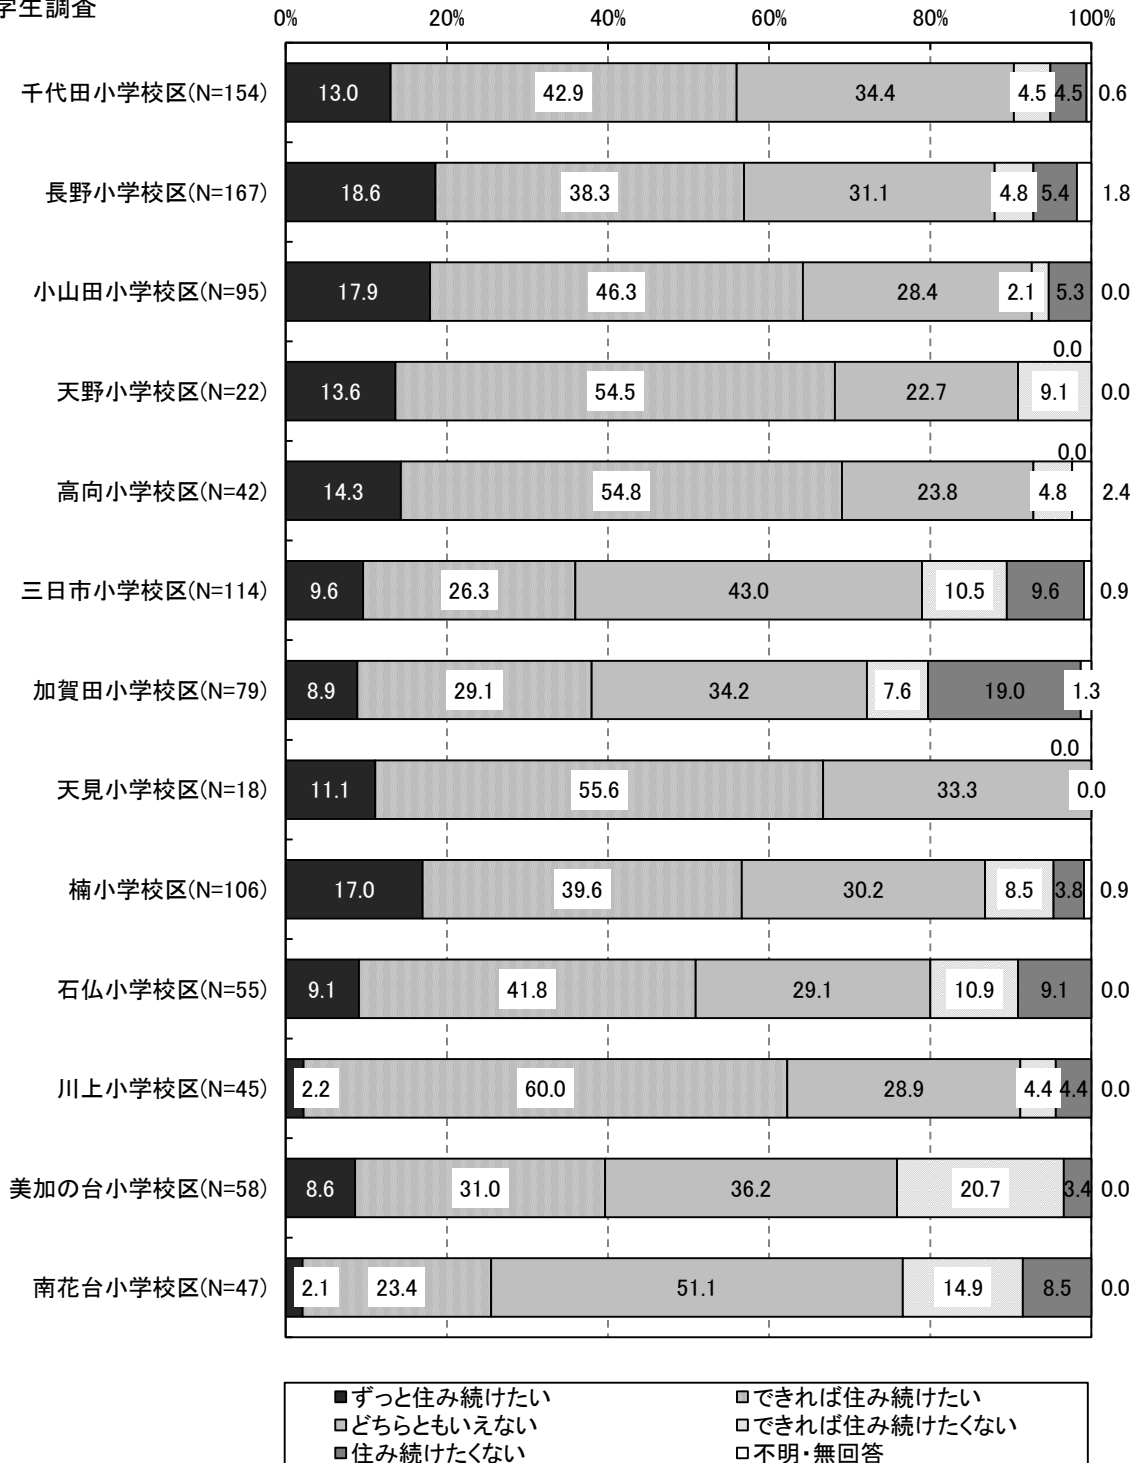 学生調査
0% 20% 40% 60% 80% 100%
千代田小学校区(N=154) 13.0 42.9 34.4 4.5 4.5 0.6
長野小学校区(N=167) 18.6 38.3 31.1 4.8 5.4 1.8
小山田小学校区(N=95) 17.9 46.3 28.4 2.1 5.3 0.0
0.0
天野小学校区(N=22) 13.6 54.5 22.7 9.1 0.0
0.0
高向小学校区(N=42) 14.3 54.8 23.8 4.8 2.4
三日市小学校区(N=114) 9.6 26.3 43.0 10.5 9.6 0.9
加賀田小学校区(N=79) 8.9 29.1 34.2 7.6 19.0 1.3
0.0
天見小学校区(N=18) 11.1 55.6 33.3 0.0
楠小学校区(N=106) 17.0 39.6 30.2 8.5 3.8 0.9
石仏小学校区(N=55) 9.1 41.8 29.1 10.9 9.1 0.0
川上小学校区(N=45) 2.2 60.0 28.9 4.4 4.4 0.0
美加の台小学校区(N=58) 8.6 31.0 36.2 20.7 3.4 0.0
南花台小学校区(N=47) 2.1 23.4 51.1 14.9 8.5 0.0
ずっと住み続けたい できれば住み続けたい
どちらともいえない できれば住み続けたくない
住み続けたくない 不明・無回答